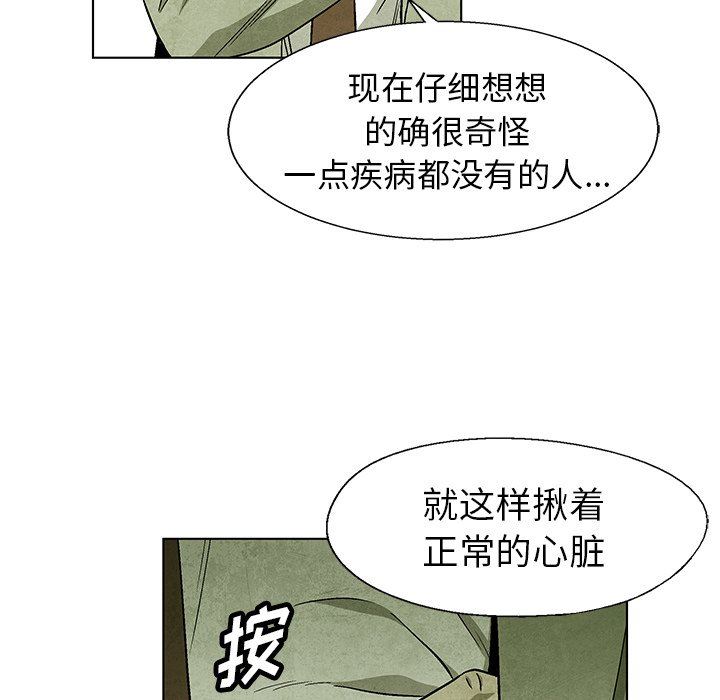 现在仔细想想
的确很奇怪
一点疾病都没有的人...
就这样揪着
正常的心脏
按